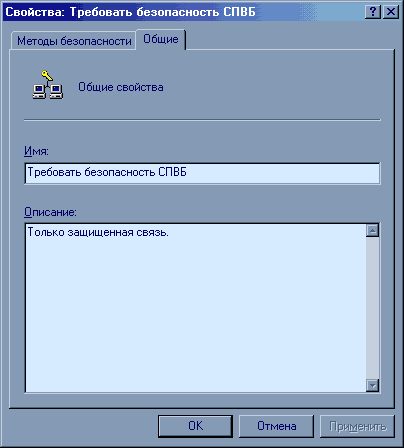 Свойства: Требовать безопасность СПВБ
Методы безопасности
Общие
Общие свойства
Имя:
Требовать безопасность СПВБ
Описание:
Только защищенная связь.
OK
Отмена
Применить